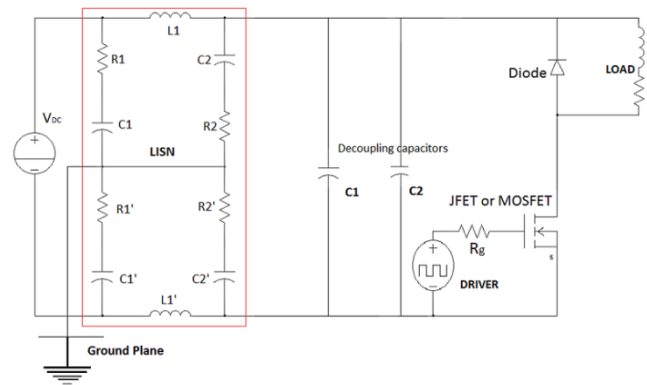 L1
R1
C2
Diode
LOAD
VDC
C1
R2
LISN
Decoupling capacitors
C1
C2
JFET or MOSFET
R1'
R2'
Rg
s
C1'
C2'
DRIVER
L1'
Ground Plane